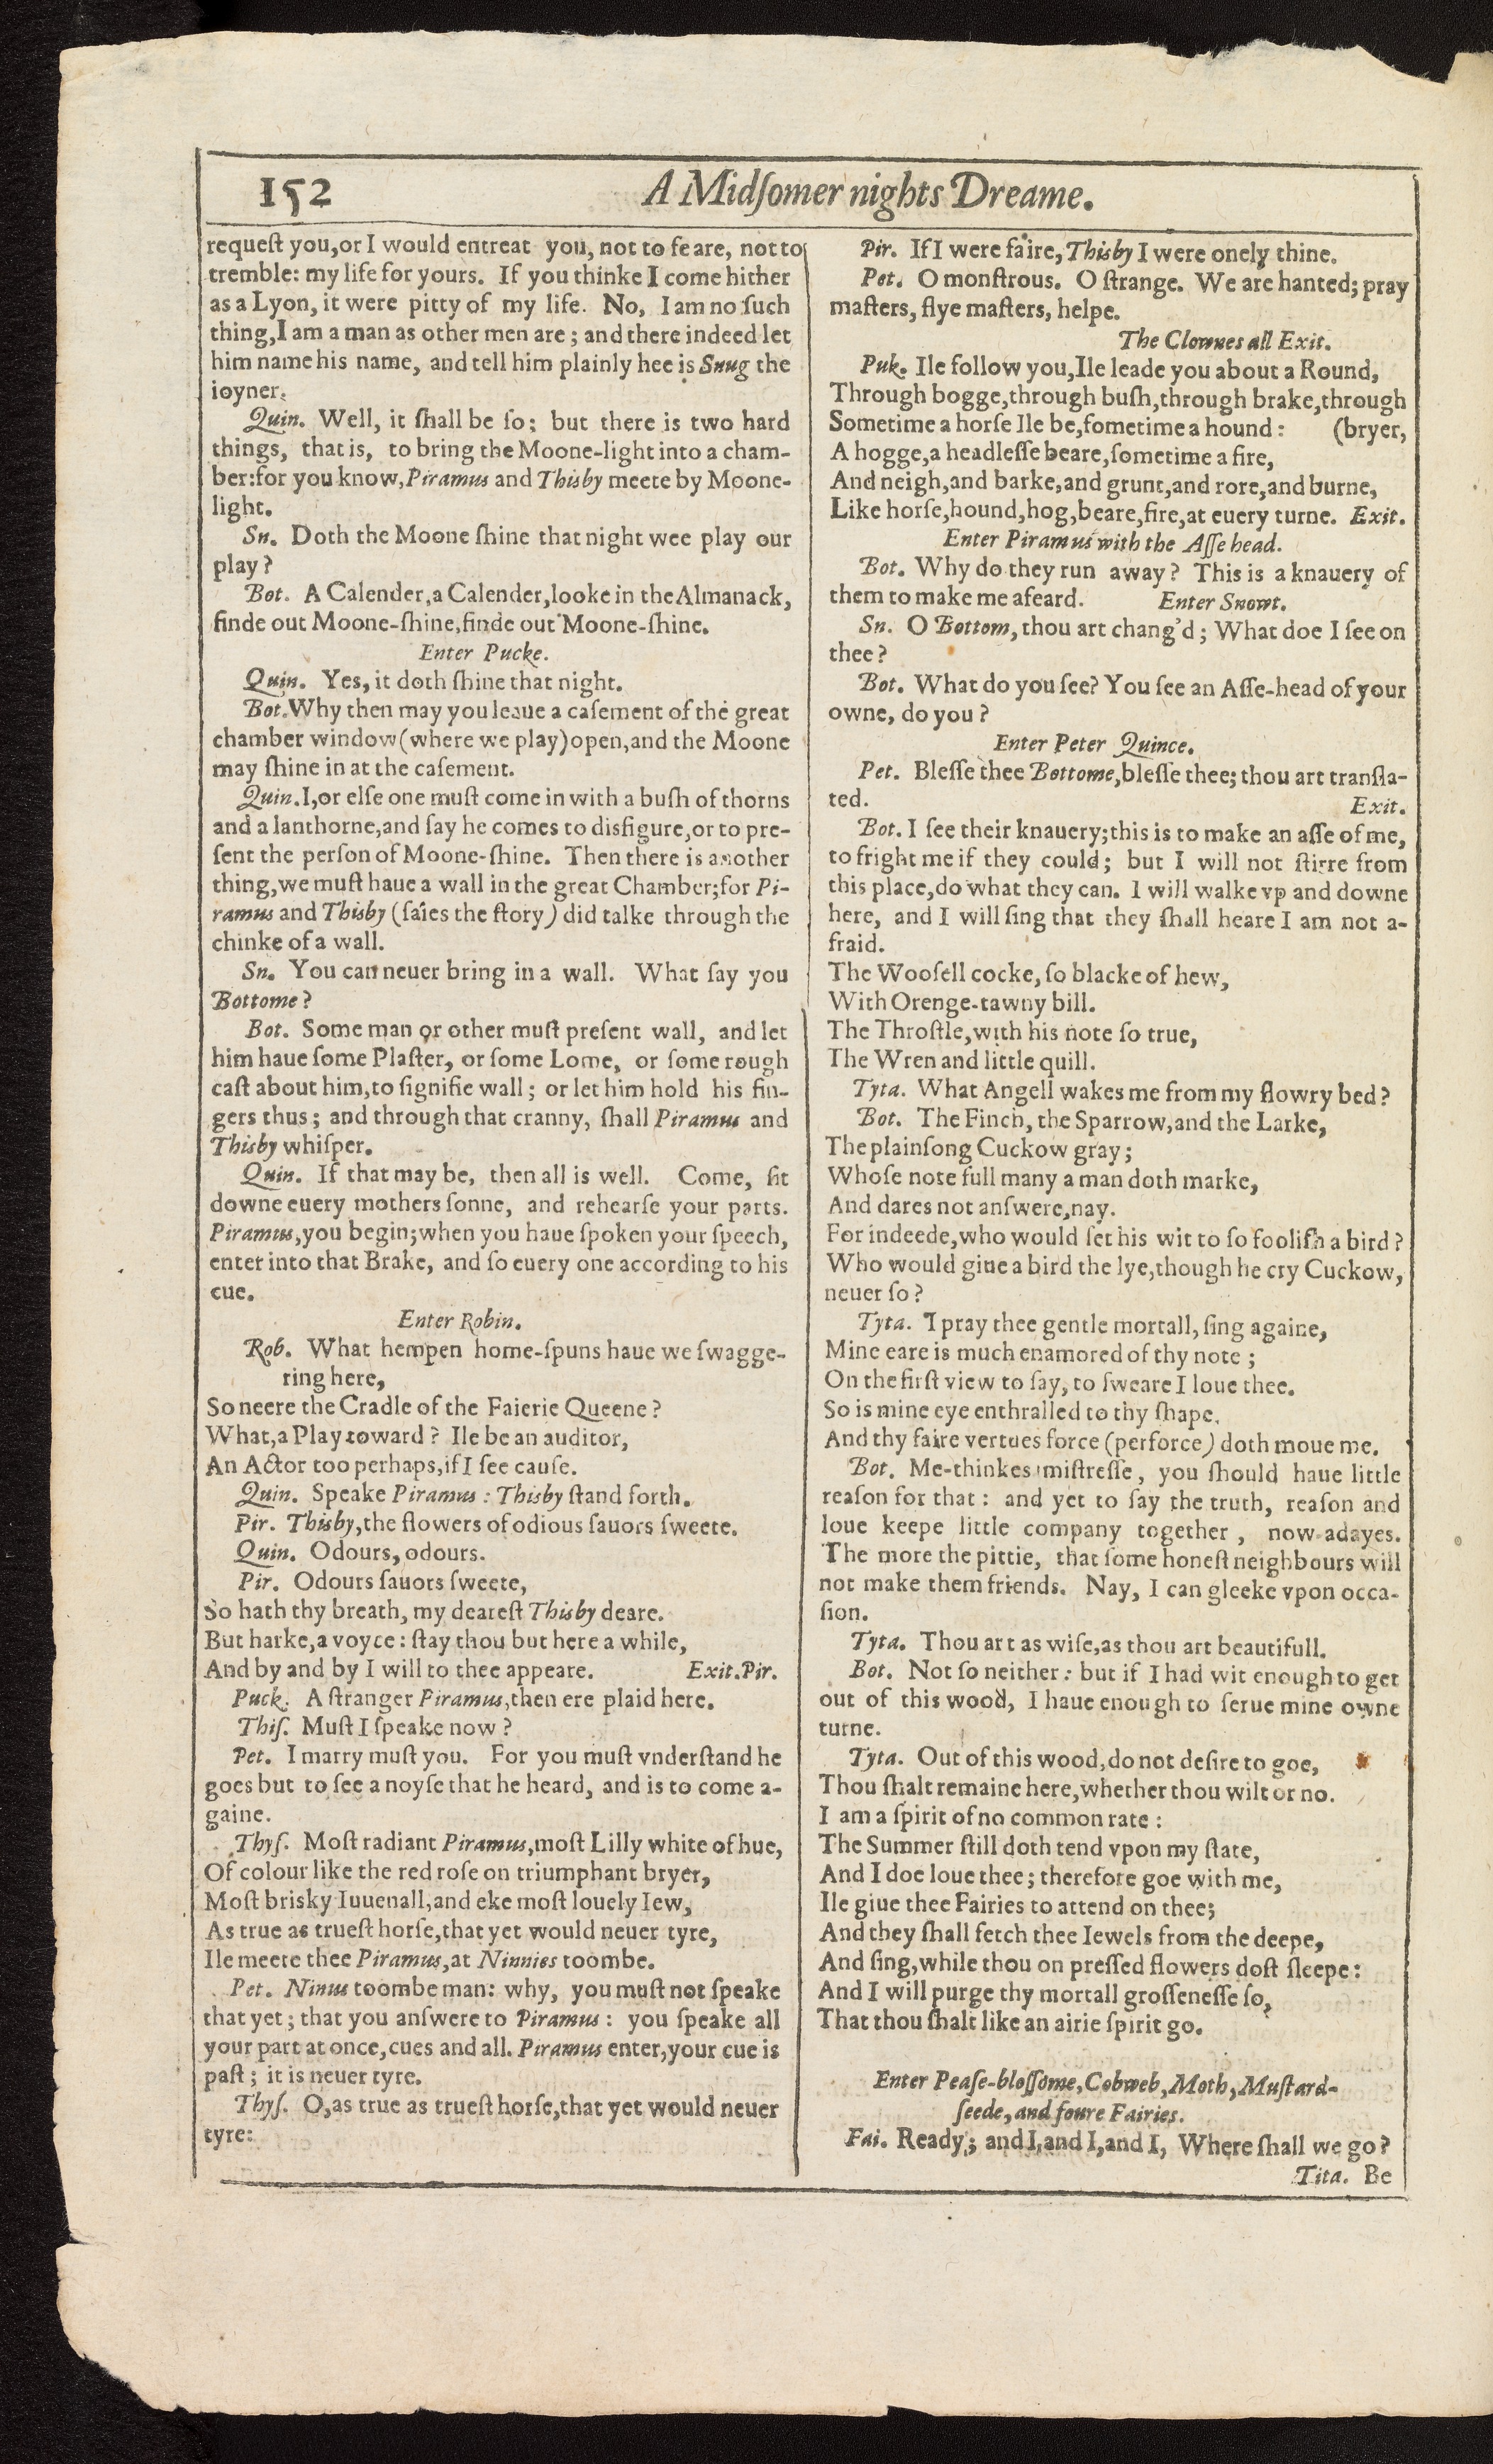 152
A Midſomer nights Dreame.
requeſt you,or I would entreat you, not to feare, not to
tremble: my life for yours. If you thinke I come hither
as a Lyon, it were pitty of my life. No, I am no ſuch
thing,I am a man as other men are; and there indeed let
him name his name, and tell him plainly hee is Snug the
ioyner.
Quin. Well, it ſhall be ſo; but there is two hard
things, that is, to bring the Moone-light into a cham-
ber:for you know,Piramus and Thisby meete by Moone-
light.
Sn. Doth the Moone ſhine that night wee play our
play?
Bot. A Calender,a Calender,looke in the Almanack,
finde out Moone-ſhine,finde out Moone-ſhine.
Enter Pucke.
Quin. Yes, it doth ſhine that night.
Bot.Why then may you leaue a caſement of the great
chamber window(where we play)open,and the Moone
may ſhine in at the caſement.
Quin.I,or elſe one muſt come in with a buſh of thorns
and a lanthorne,and ſay he comes to disfigure,or to pre-
ſent the perſon of Moone-ſhine. Then there is another
thing,we muſt haue a wall in the great Chamber;for Pi-
ramus and Thisby (ſaies the ſtory) did talke through the
chinke of a wall.
Sn. You can neuer bring in a wall. What ſay you
Bottome?
Bot. Some man or other muſt preſent wall, and let
him haue ſome Plaſter, or ſome Lome, or ſome rough
caſt about him,to ſignifie wall; or let him hold his fin-
gers thus; and through that cranny, ſhall Piramus and
Thisby whiſper.
Quin. If that may be, then all is well. Come, ſit
downe euery mothers ſonne, and rehearſe your parts.
Piramus,you begin;when you haue ſpoken your ſpeech,
enter into that Brake, and ſo euery one according to his
cue.
Enter Robin.
Rob. What hempen home-ſpuns haue we ſwagge-
ring here,
So neere the Cradle of the Faierie Queene?
What,a Play toward? Ile be an auditor,
An Actor too perhaps,if I ſee cauſe.
Quin. Speake Piramus: Thisby ſtand forth.
Pir. Thisby,the flowers of odious ſauors ſweete.
Quin. Odours, odours.
Pir. Odours ſauors ſweete,
So hath thy breath, my deareſt Thisby deare.
But harke,a voyce: ſtay thou but here a while,
And by and by I will to thee appeare. Exit.Pir.
Puck. A ſtranger Piramus,then ere plaid here.
Thiſ. Muſt I ſpeake now?
Pet. I marry muſt you. For you muſt vnderſtand he
goes but to ſee a noyſe that he heard, and is to come a-
gaine.
Thyſ. Moſt radiant Piramus,moſt Lilly white of hue,
Of colour like the red roſe on triumphant bryer,
Moſt brisky Iuuenall,and eke moſt louely Iew,
As true as trueſt horſe,that yet would neuer tyre,
Ile meete thee Piramus,at Ninnies toombe.
Pet. Ninus toombe man: why, you muſt not ſpeake
that yet; that you anſwere to Piramus: you ſpeake all
your part at once,cues and all. Piramus enter,your cue is
paſt; it is neuer tyre.
Thyſ. O,as true as trueſt horſe,that yet would neuer
tyre:
Pir. If I were faire,Thisby I were onely thine.
Pet. O monſtrous. O ſtrange. We are hanted; pray
maſters, flye maſters, helpe.
The Clownes all Exit.
Puk. Ile follow you,Ile leade you about a Round,
Through bogge,through buſh,through brake,through
Sometime a horſe Ile be,ſometime a hound: (bryer,
A hogge,a headleſſe beare,ſometime a fire,
And neigh,and barke,and grunt,and rore,and burne,
Like horſe,hound,hog,beare,fire,at euery turne. Exit.
Enter Piramus with the Aſſe head.
Bot. Why do they run away? This is a knauery of
them to make me afeard. Enter Snowt.
Sn. O Bottom, thou art chang'd; What doe I ſee on
thee?
Bot. What do you ſee? You ſee an Aſſe-head of your
owne, do you?
Enter Peter Quince.
Pet. Bleſſe thee Bottome,bleſſe thee; thou art tranſla-
ted. Exit.
Bot. I ſee their knauery;this is to make an aſſe of me,
to fright me if they could; but I will not ſtirre from
this place,do what they can. I will walke vp and downe
here, and I will ſing that they ſhall heare I am not a-
fraid.
The Wooſell cocke, ſo blacke of hew,
With Orenge-tawny bill.
The Throſtle,with his note ſo true,
The Wren and little quill.
Tyta. What Angell wakes me from my flowry bed?
Bot. The Finch, the Sparrow,and the Larke,
The plainſong Cuckow gray;
Whoſe note full many a man doth marke,
And dares not anſwere,nay.
For indeede,who would ſet his wit to ſo fooliſh a bird?
Who would giue a bird the lye,though he cry Cuckow,
neuer ſo?
Tyta. I pray thee gentle mortall, ſing againe,
Mine eare is much enamored of thy note;
On the firſt view to ſay, to ſweare I loue thee.
So is mine eye enthralled to thy ſhape.
And thy faire vertues force (perforce) doth moue me.
Bot. Me-thinkes miſtreſſe, you ſhould haue little
reaſon for that: and yet to ſay the truth, reaſon and
loue keepe little company together, now-adayes.
The more the pittie, that ſome honeſt neighbours will
not make them friends. Nay, I can gleeke vpon occa-
ſion.
Tyta. Thou art as wiſe,as thou art beautifull.
Bot. Not ſo neither: but if I had wit enough to get
out of this wood, I haue enough to ſerue mine owne
turne.
Tyta. Out of this wood,do not deſire to goe,
Thou ſhalt remaine here,whether thou wilt or no.
I am a ſpirit of no common rate:
The Summer ſtill doth tend vpon my ſtate,
And I doe loue thee; therefore goe with me,
Ile giue thee Fairies to attend on thee;
And they ſhall fetch thee Iewels from the deepe,
And ſing,while thou on preſſed flowers doſt ſleepe:
And I will purge thy mortall groſſeneſſe ſo,
That thou ſhalt like an airie ſpirit go.
Enter Peaſe-bloſſome, Cobweb, Moth, Muſtard-
ſeede, and foure Fairies.
Fai. Ready; and I,and I,and I, Where ſhall we go?
Tita. Be